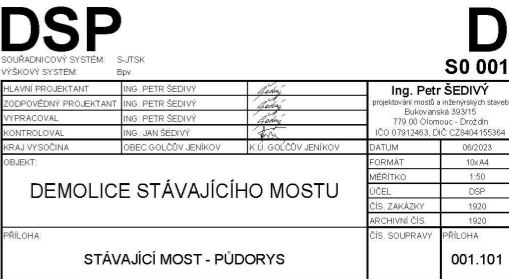 DSP
D
SOUŘADNICOVÝ SYSTÉM: S-JTSK
VÝŠKOVÝ SYSTÉM: Bpv
S0 001
HLAVNÍ PROJEKTANT ING. PETR ŠEDIVÝ
ZODPOVĚDNÝ PROJEKTANT ING. PETR ŠEDIVÝ
VYPRACOVAL ING. PETR ŠEDIVÝ
KONTROLOVAL ING. JAN ŠEDIVÝ
Ing. Petr ŠEDIVÝ
projektování mostů a inženýrských staveb
Bukovanská 393/15
779 00 Olomouc - Droždín
IČO 07912463, DIČ CZ8404155364
KRAJ VYSOČINA OBEC GOLČŮV JENÍKOV K.Ú. GOLČŮV JENÍKOV
DATUM 06/2023
FORMÁT 10xA4
MĚŘÍTKO 1:50
ÚČEL DSP
ČÍS. ZAKÁZKY 1920
ARCHIVNÍ ČÍS. 1920
OBJEKT:
DEMOLICE STÁVAJÍCÍHO MOSTU
PŘÍLOHA:
STÁVAJÍCÍ MOST - PŮDORYS
ČÍS. SOUPRAVY PŘÍLOHA
001.101